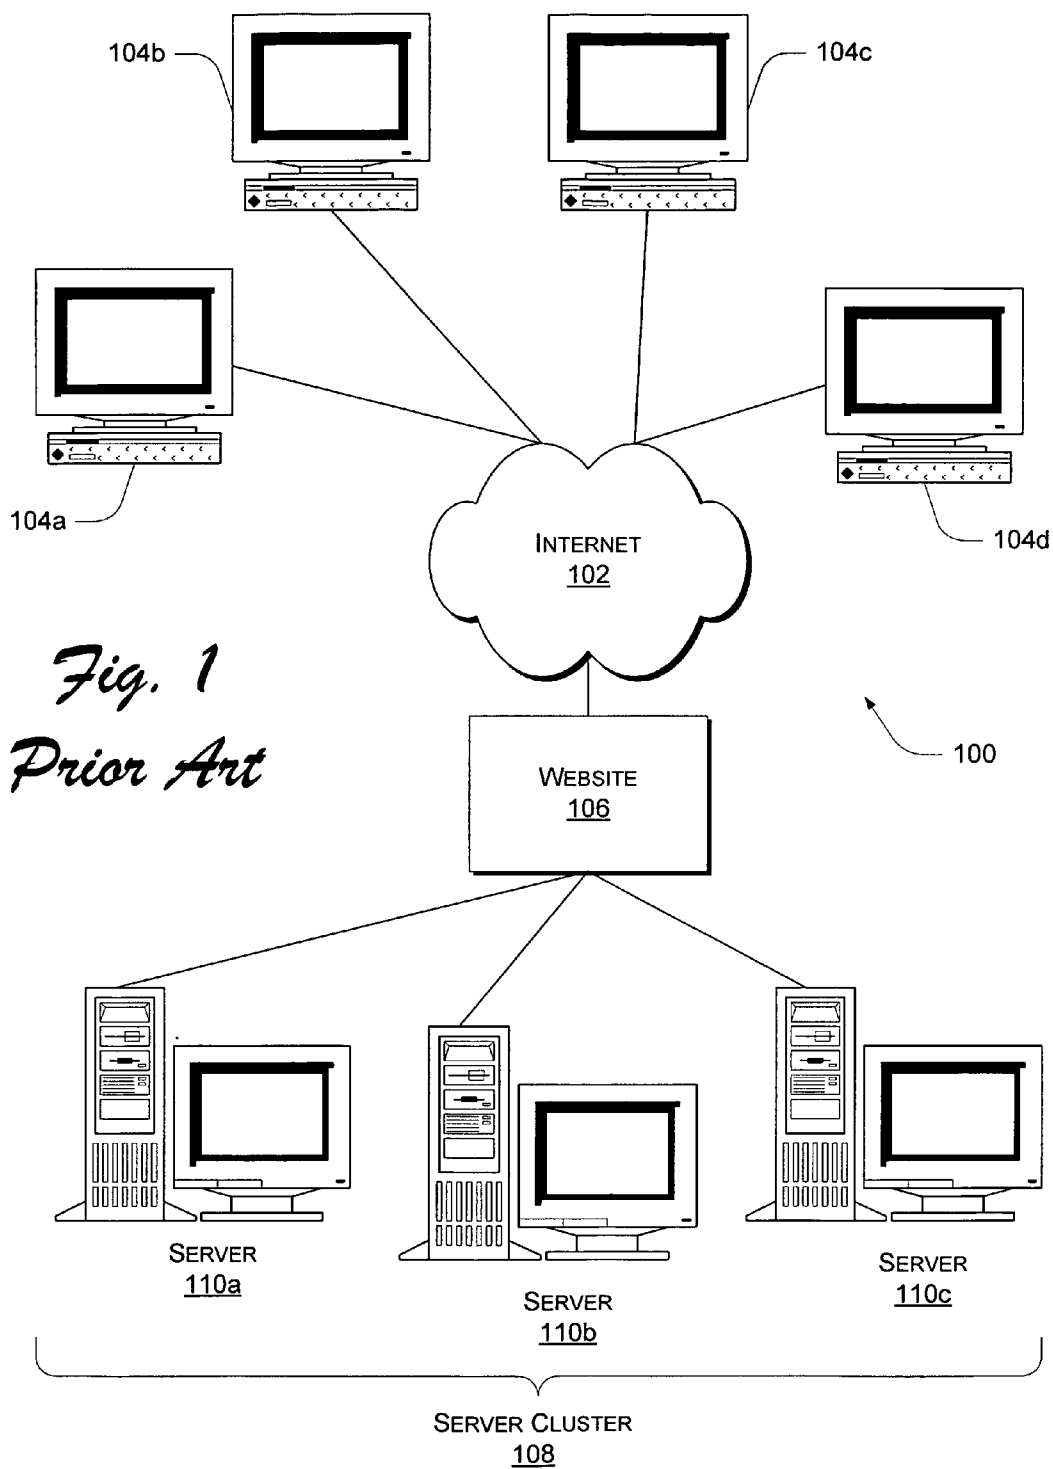 104b
104c
104a
104d
INTERNET
102
Fig. 1
Prior Art
100
WEBSITE
106
SERVER
110a
SERVER
110b
SERVER
110c
SERVER CLUSTER
108